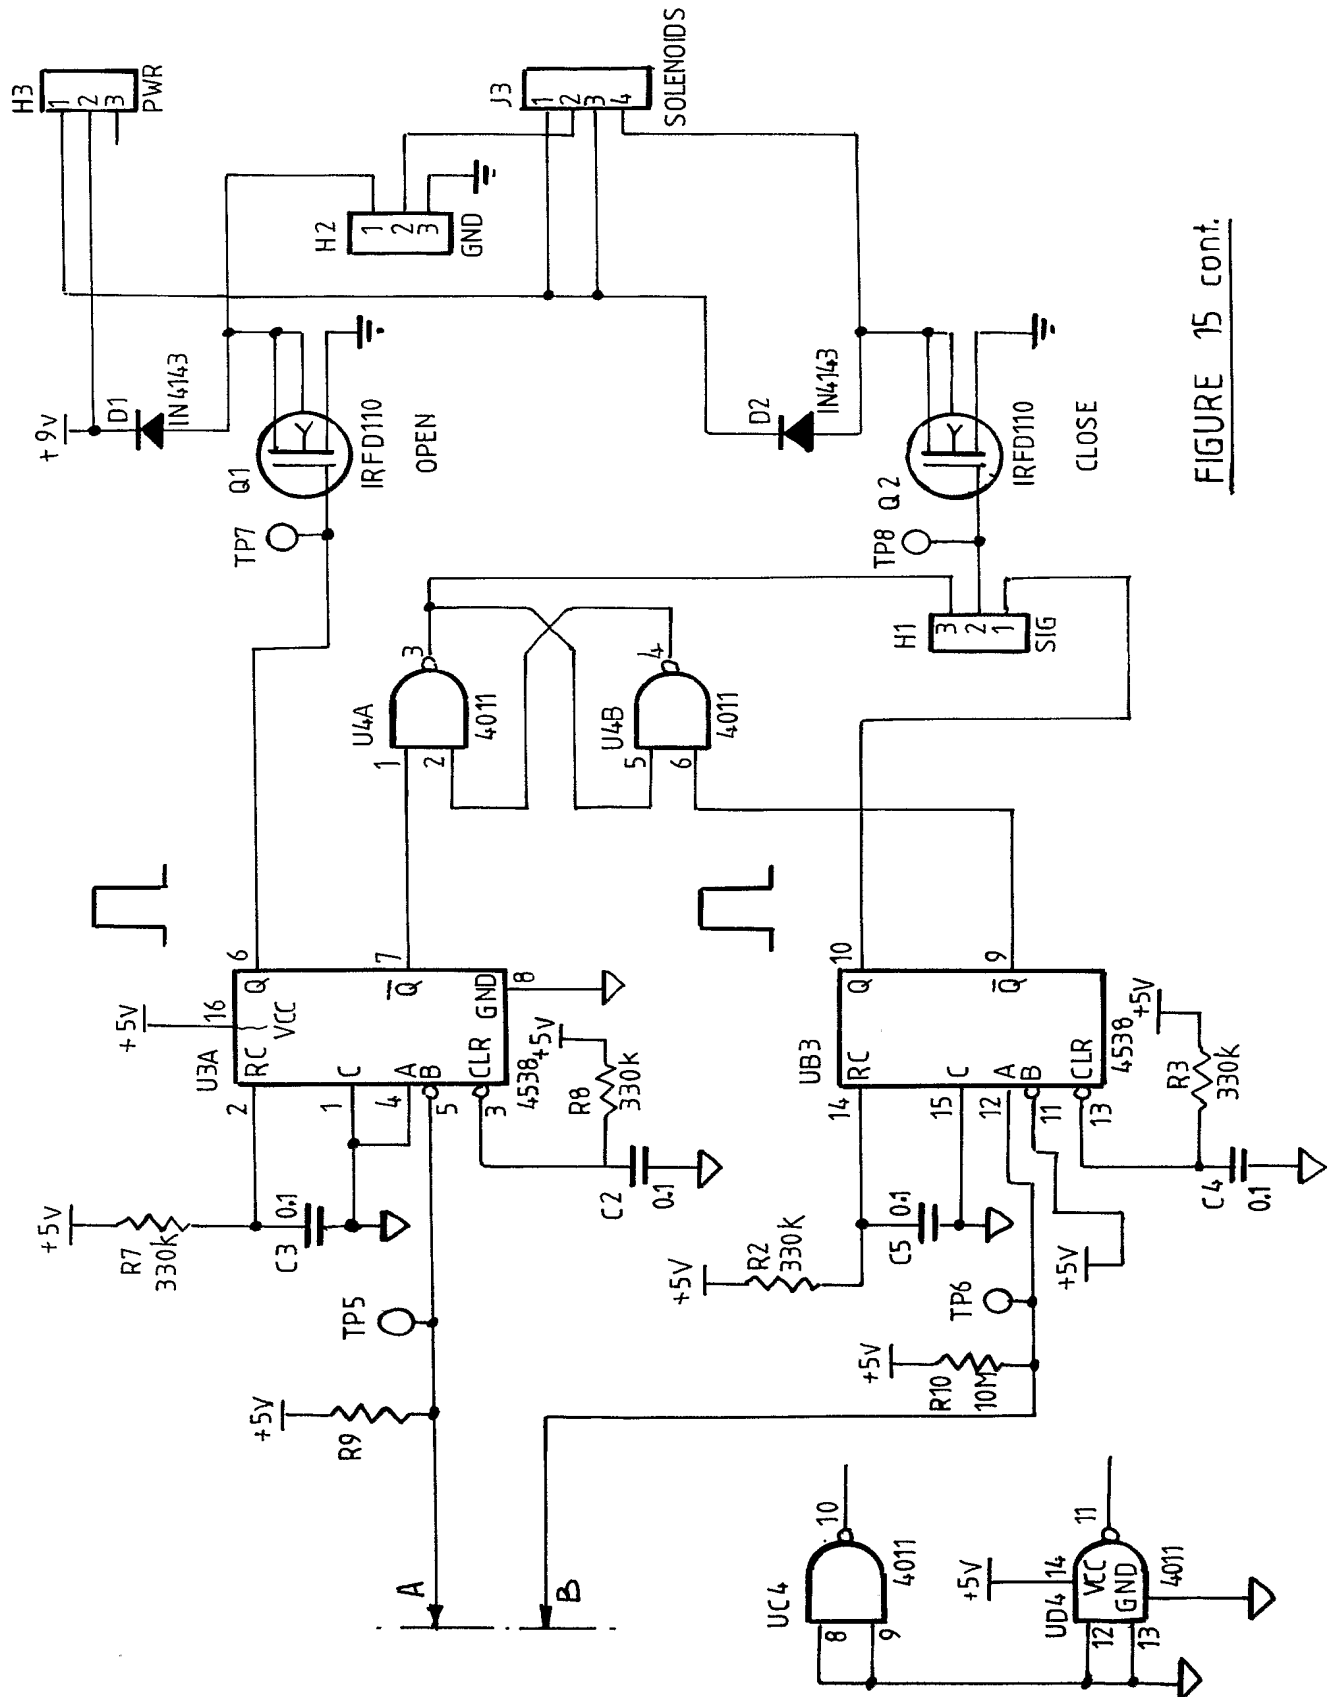 H3
1
2
3
PWR
+9V
D1
IN4143
Q1
IRFD110
OPEN
TP7
H2
1
2
3
GND
J3
1
2
3
4
SOLENOIDS
D2
IN4143
Q2
IRFD110
CLOSE
TP8
H1
3
2
1
SIG
U4A
1
2
3
4011
U4B
5
6
4
4011
+5V
16
U3A
VCC
RC
Q
6
2
C
1
A
4
B
5
CLR
3
Q̅
7
GND
8
4538
+5V
R7
330k
C3
0.1
+5V
R8
330k
C2
0.1
TP5
+5V
R9
A
UB3
RC
14
Q
10
C
15
A
12
B
11
CLR
13
Q̅
9
4538
+5V
R2
330k
C5
0.1
+5V
R3
330k
C4
0.1
+5V
TP6
+5V
R10
10M
B
UC4
8
9
10
4011
+5V
14
UD4
VCC
GND
12
13
11
4011
FIGURE 15 cont.